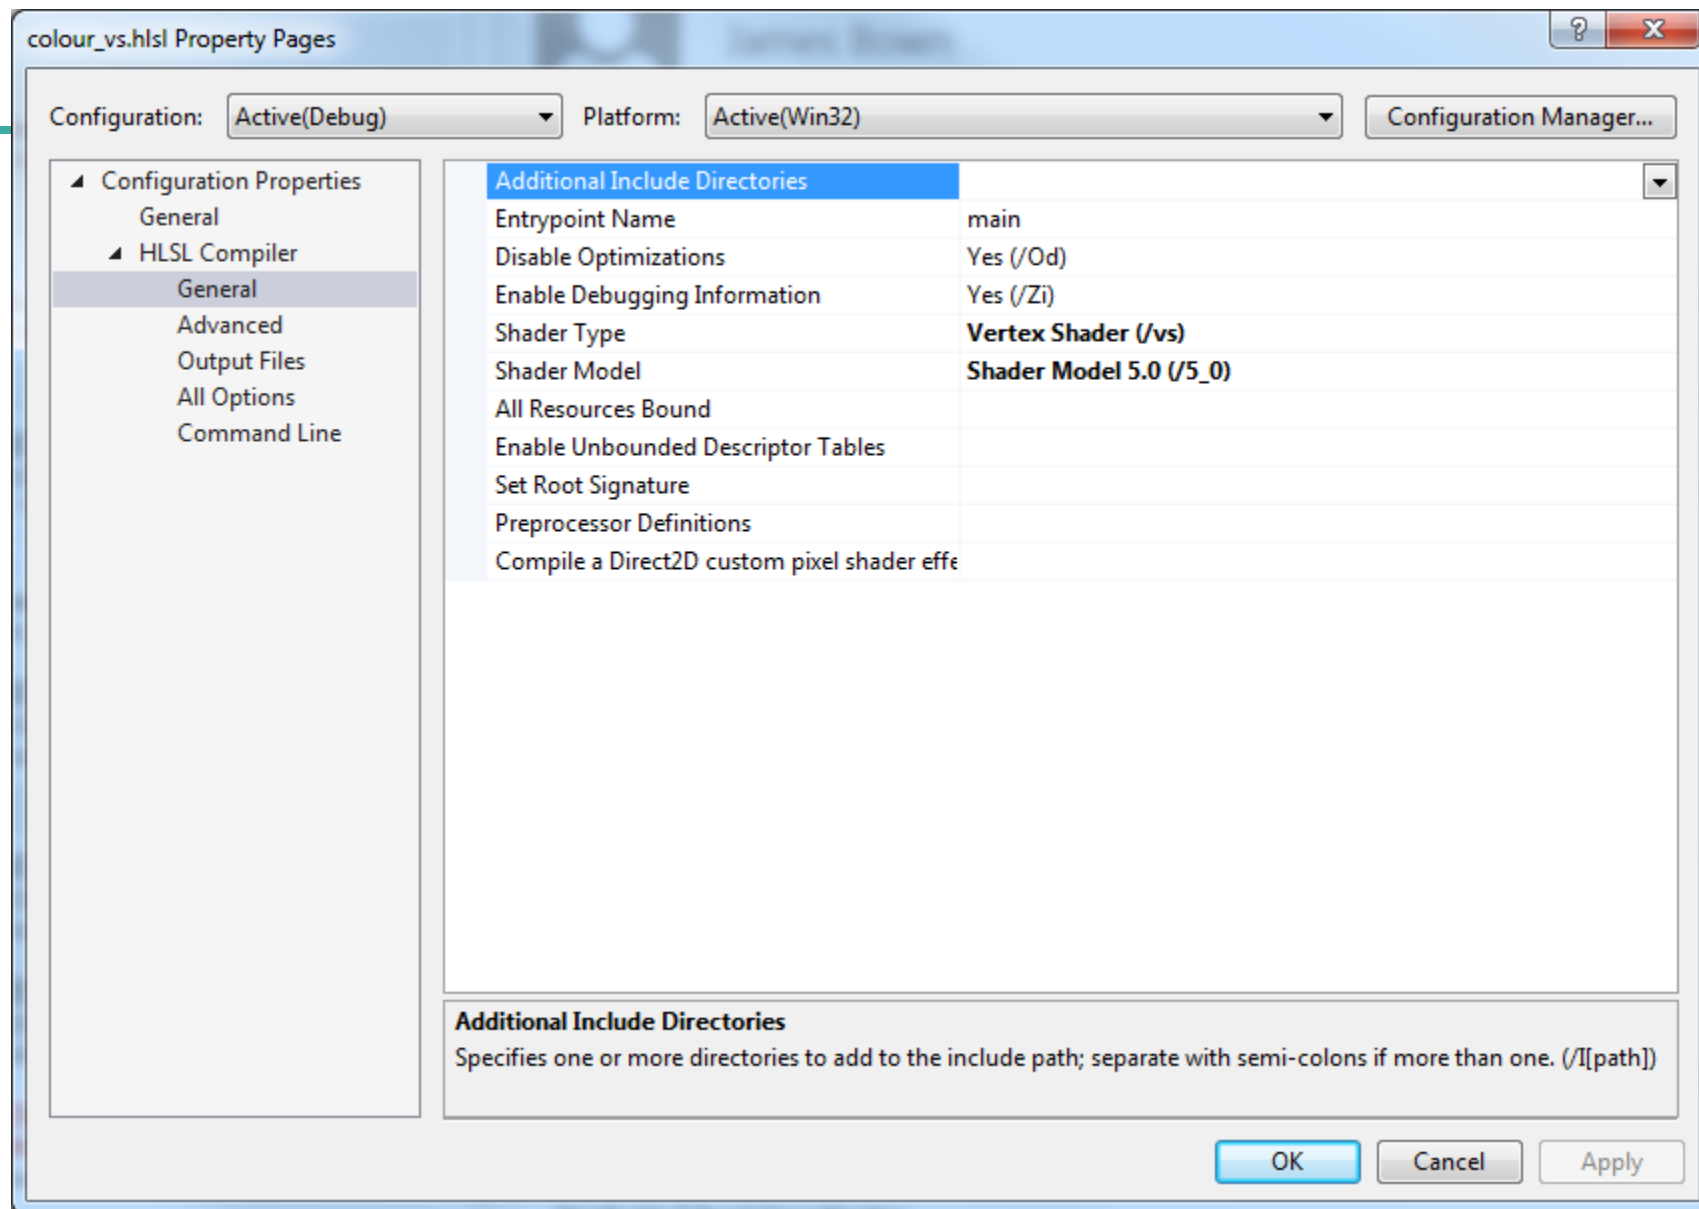 colour_vs.hlsl Property Pages
Configuration: Active(Debug) Platform: Active(Win32) Configuration Manager...
Configuration Properties
General
HLSL Compiler
General
Advanced
Output Files
All Options
Command Line
Additional Include Directories
Entrypoint Name main
Disable Optimizations Yes (/Od)
Enable Debugging Information Yes (/Zi)
Shader Type Vertex Shader (/vs)
Shader Model Shader Model 5.0 (/5_0)
All Resources Bound
Enable Unbounded Descriptor Tables
Set Root Signature
Preprocessor Definitions
Compile a Direct2D custom pixel shader effe
Additional Include Directories
Specifies one or more directories to add to the include path; separate with semi-colons if more than one. (/I[path])
OK Cancel Apply